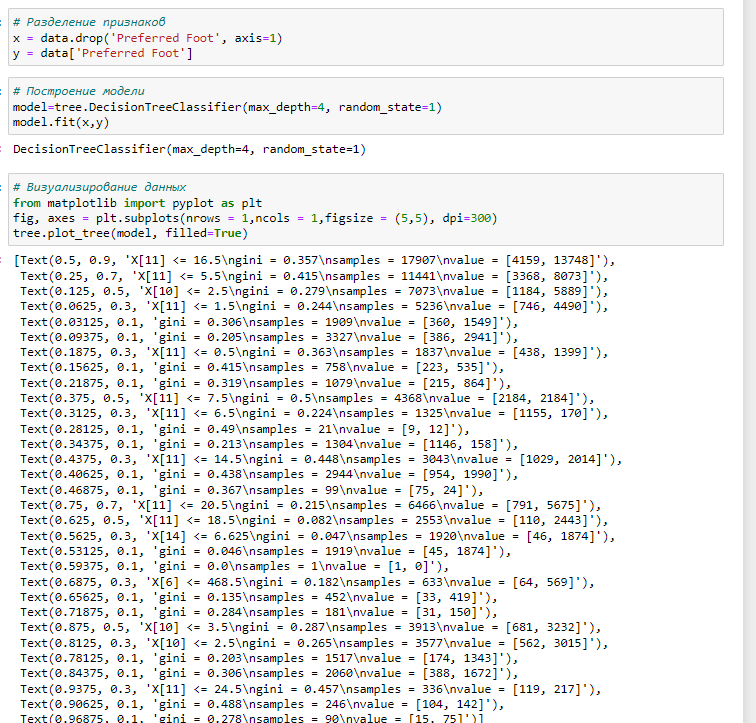 # Разделение признаков
x = data.drop('Preferred Foot', axis=1)
y = data['Preferred Foot']
# Построение модели
model=tree.DecisionTreeClassifier(max_depth=4, random_state=1)
model.fit(x,y)
DecisionTreeClassifier(max_depth=4, random_state=1)
# Визуализирование данных
from matplotlib import pyplot as plt
fig, axes = plt.subplots(nrows = 1,ncols = 1,figsize = (5,5), dpi=300)
tree.plot_tree(model, filled=True)
[Text(0.5, 0.9, 'X[11] <= 16.5\ngini = 0.357\nsamples = 17907\nvalue = [4159, 13748]'),
Text(0.25, 0.7, 'X[11] <= 5.5\ngini = 0.415\nsamples = 11441\nvalue = [3368, 8073]'),
Text(0.125, 0.5, 'X[10] <= 2.5\ngini = 0.279\nsamples = 7073\nvalue = [1184, 5889]'),
Text(0.0625, 0.3, 'X[11] <= 1.5\ngini = 0.244\nsamples = 5236\nvalue = [746, 4490]'),
Text(0.03125, 0.1, 'gini = 0.306\nsamples = 1909\nvalue = [360, 1549]'),
Text(0.09375, 0.1, 'gini = 0.205\nsamples = 3327\nvalue = [386, 2941]'),
Text(0.1875, 0.3, 'X[11] <= 0.5\ngini = 0.363\nsamples = 1837\nvalue = [438, 1399]'),
Text(0.15625, 0.1, 'gini = 0.415\nsamples = 758\nvalue = [223, 535]'),
Text(0.21875, 0.1, 'gini = 0.319\nsamples = 1079\nvalue = [215, 864]'),
Text(0.375, 0.5, 'X[11] <= 7.5\ngini = 0.5\nsamples = 4368\nvalue = [2184, 2184]'),
Text(0.3125, 0.3, 'X[11] <= 6.5\ngini = 0.224\nsamples = 1325\nvalue = [1155, 170]'),
Text(0.28125, 0.1, 'gini = 0.49\nsamples = 21\nvalue = [9, 12]'),
Text(0.34375, 0.1, 'gini = 0.213\nsamples = 1304\nvalue = [1146, 158]'),
Text(0.4375, 0.3, 'X[11] <= 14.5\ngini = 0.448\nsamples = 3043\nvalue = [1029, 2014]'),
Text(0.40625, 0.1, 'gini = 0.438\nsamples = 2944\nvalue = [954, 1990]'),
Text(0.46875, 0.1, 'gini = 0.367\nsamples = 99\nvalue = [75, 24]'),
Text(0.75, 0.7, 'X[11] <= 20.5\ngini = 0.215\nsamples = 6466\nvalue = [791, 5675]'),
Text(0.625, 0.5, 'X[11] <= 18.5\ngini = 0.082\nsamples = 2553\nvalue = [110, 2443]'),
Text(0.5625, 0.3, 'X[14] <= 6.625\ngini = 0.047\nsamples = 1920\nvalue = [46, 1874]'),
Text(0.53125, 0.1, 'gini = 0.046\nsamples = 1919\nvalue = [45, 1874]'),
Text(0.59375, 0.1, 'gini = 0.0\nsamples = 1\nvalue = [1, 0]'),
Text(0.6875, 0.3, 'X[6] <= 468.5\ngini = 0.182\nsamples = 633\nvalue = [64, 569]'),
Text(0.65625, 0.1, 'gini = 0.135\nsamples = 452\nvalue = [33, 419]'),
Text(0.71875, 0.1, 'gini = 0.284\nsamples = 181\nvalue = [31, 150]'),
Text(0.875, 0.5, 'X[10] <= 3.5\ngini = 0.287\nsamples = 3913\nvalue = [681, 3232]'),
Text(0.8125, 0.3, 'X[10] <= 2.5\ngini = 0.265\nsamples = 3577\nvalue = [562, 3015]'),
Text(0.78125, 0.1, 'gini = 0.203\nsamples = 1517\nvalue = [174, 1343]'),
Text(0.84375, 0.1, 'gini = 0.306\nsamples = 2060\nvalue = [388, 1672]'),
Text(0.9375, 0.3, 'X[11] <= 24.5\ngini = 0.457\nsamples = 336\nvalue = [119, 217]'),
Text(0.90625, 0.1, 'gini = 0.488\nsamples = 246\nvalue = [104, 142]'),
Text(0.96875, 0.1, 'gini = 0.278\nsamples = 90\nvalue = [15, 75]')]